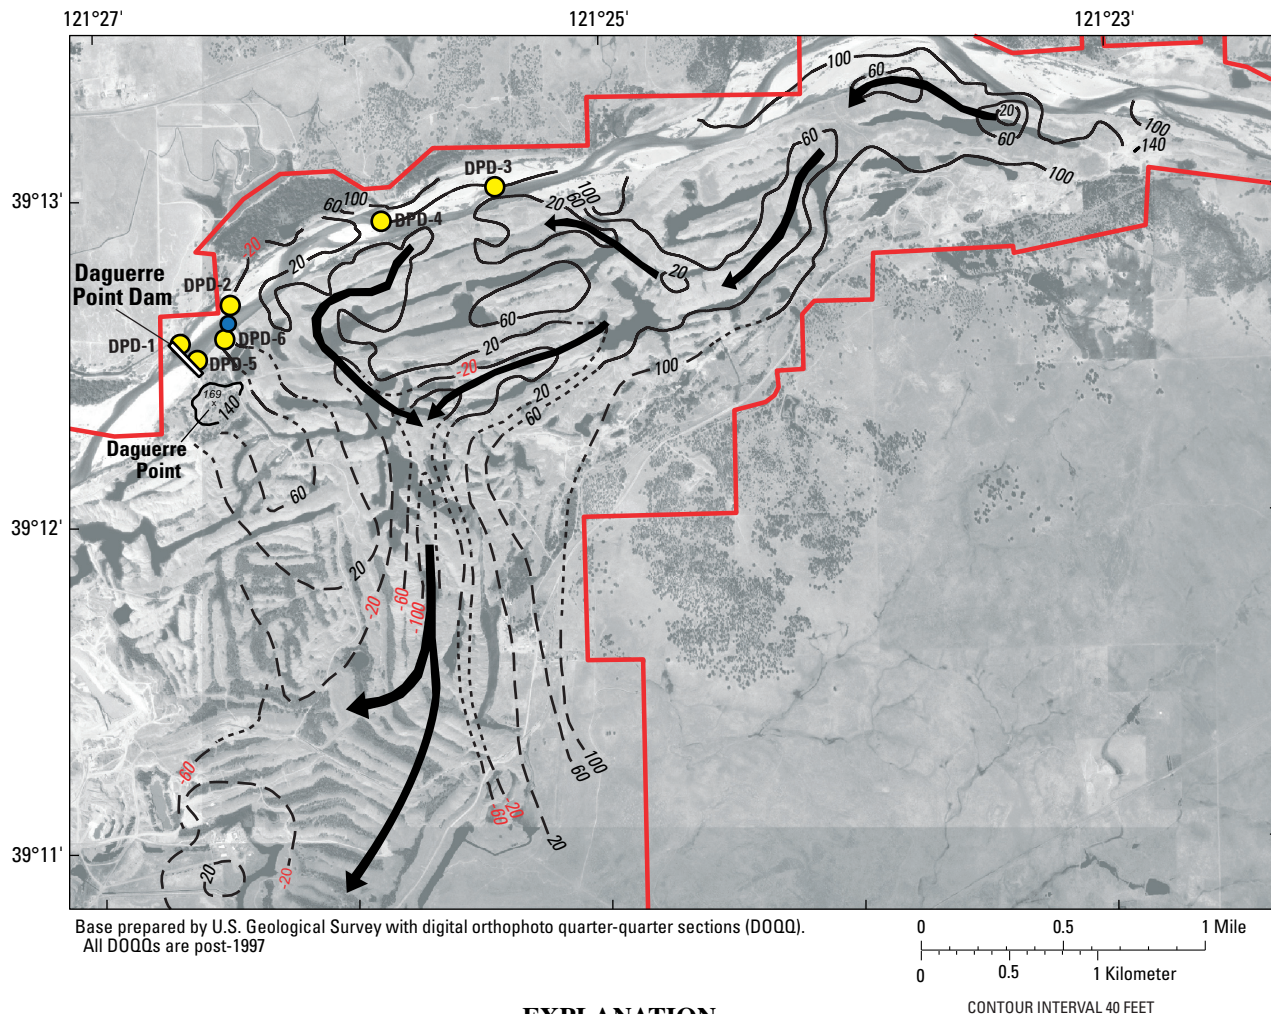 121°27'
121°25'
121°23'
100
60
20
60
100
140
60
100
DPD-3
39°13'
60
100
DPD-4
20
60
100
-20
20
20
Daguerre
Point Dam
DPD-2
60
20
-20
DPD-1
DPD-6
DPD-5
100
20
60
169
x
140
Daguerre
Point
60
39°12'
20
-20
-60
-100
-60
100
60
-60
-20
20
39°11'
20
-20
Base prepared by U.S. Geological Survey with digital orthophoto quarter-quarter sections (DOQQ).
All DOQQs are post-1997
0 0.5 1 Mile
0 0.5 1 Kilometer
CONTOUR INTERVAL 40 FEET